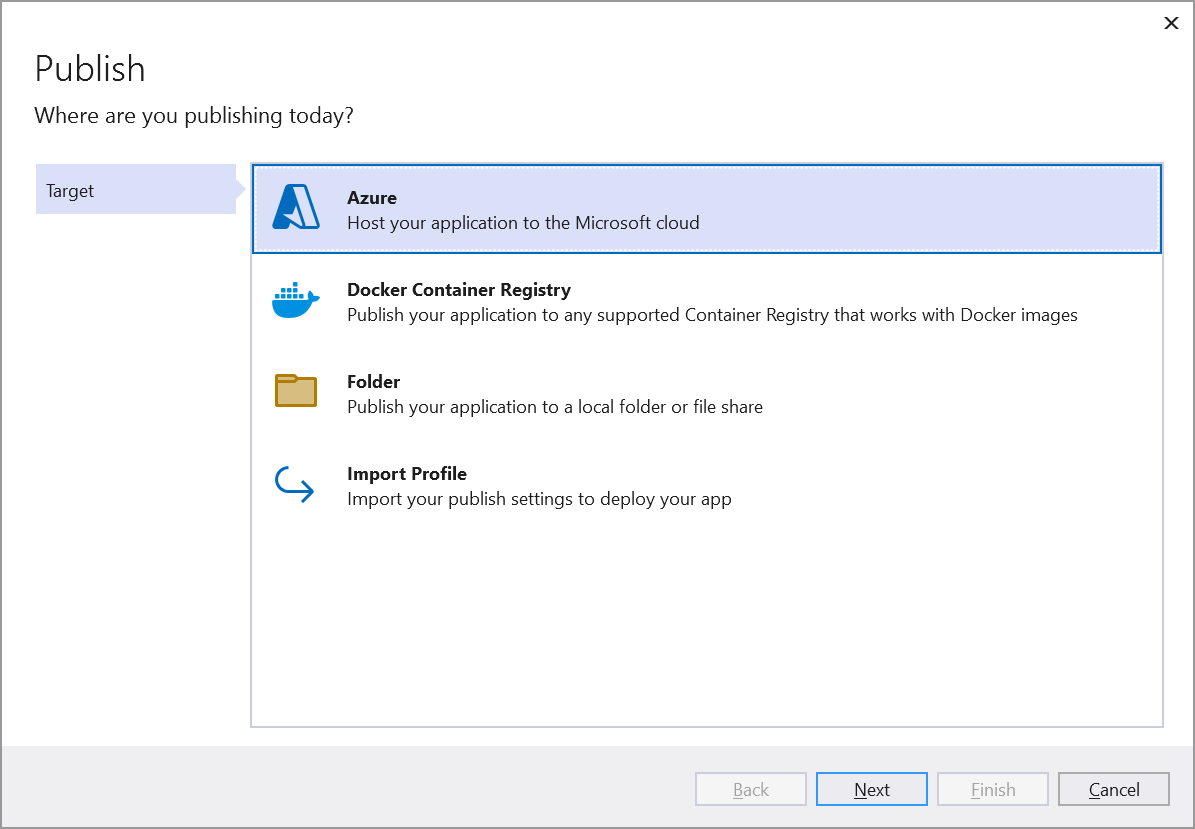 Publish
Where are you publishing today?
Target
Azure
Host your application to the Microsoft cloud
Docker Container Registry
Publish your application to any supported Container Registry that works with Docker images
Folder
Publish your application to a local folder or file share
Import Profile
Import your publish settings to deploy your app
Back
Next
Finish
Cancel